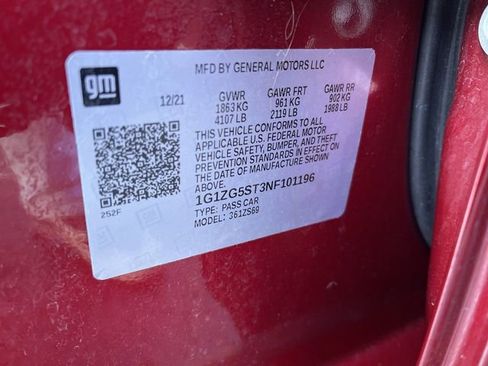 gm
MFD BY GENERAL MOTORS LLC
12/21 GVWR GAWR FRT GAWR RR
1863 KG 961 KG 902 KG
4107 LB 2119 LB 1988 LB
THIS VEHICLE CONFORMS TO ALL
APPLICABLE U.S. FEDERAL MOTOR
VEHICLE SAFETY, BUMPER, AND THEFT
PREVENTION STANDARDS IN EFFECT ON
THE DATE OF MANUFACTURE SHOWN
ABOVE.
1G1ZG5ST3NF101196
TYPE: PASS CAR
MODEL: 361ZS69
252F